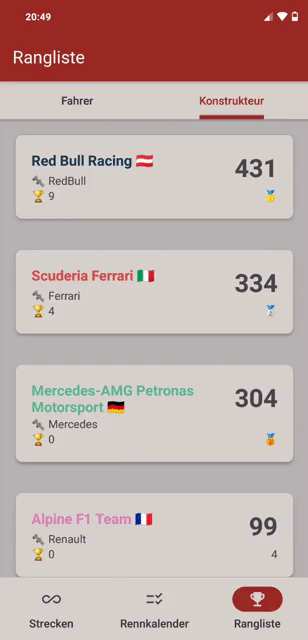 20:49
Rangliste
Fahrer
Konstrukteur
Red Bull Racing
431
RedBull
9
Scuderia Ferrari
334
Ferrari
4
Mercedes-AMG Petronas
Motorsport
304
Mercedes
0
Alpine F1 Team
99
Renault
0
4
Strecken
Rennkalender
Rangliste